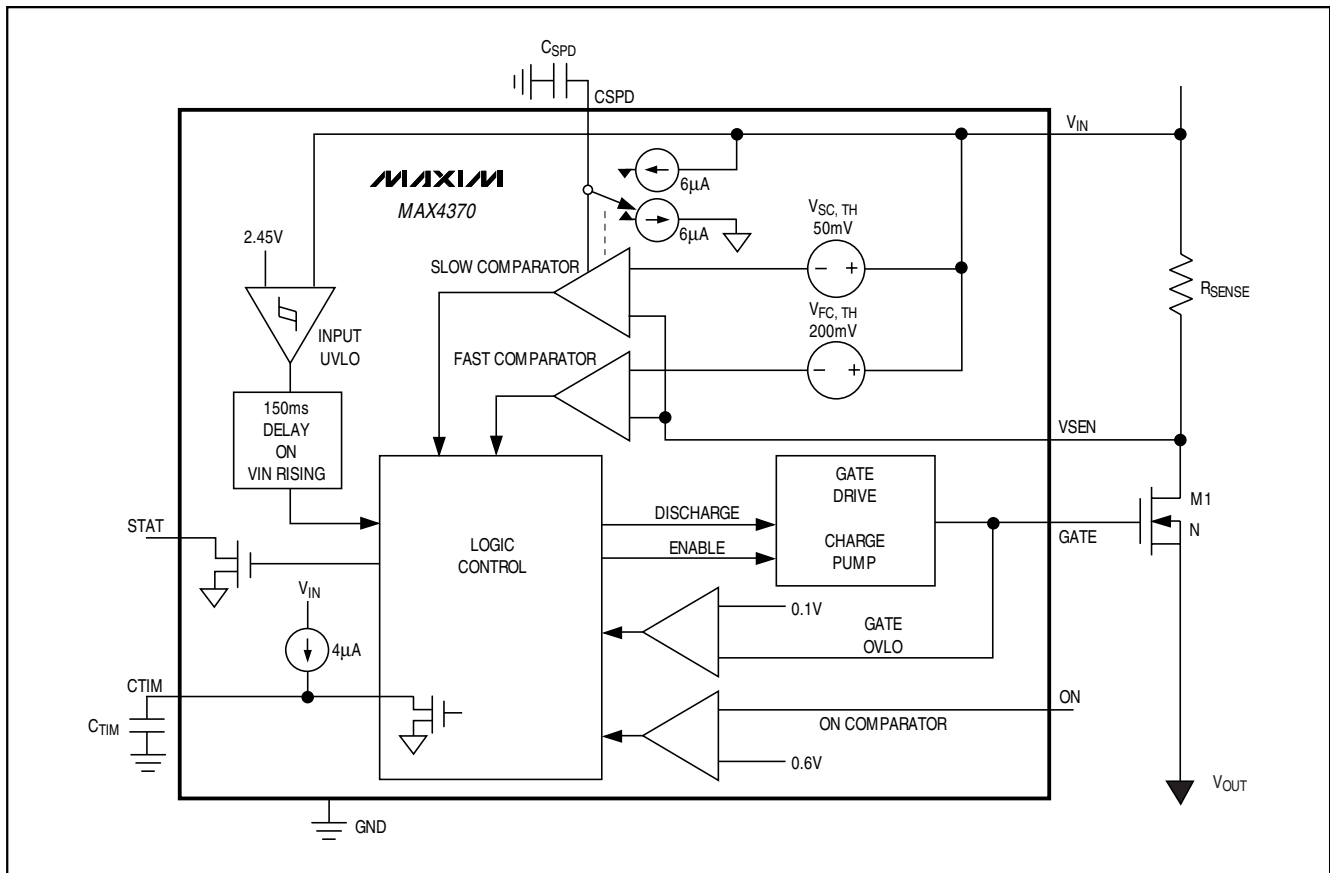 CSPD
CSPD
VIN
MAXIM
MAX4370
6µA
6µA
VSC, TH
50mV
2.45V
SLOW COMPARATOR
RSENSE
VFC, TH
200mV
INPUT
UVLO
FAST COMPARATOR
150ms
DELAY
ON
VIN RISING
VSEN
GATE
DRIVE
CHARGE
PUMP
M1
N
STAT
DISCHARGE
ENABLE
GATE
LOGIC
CONTROL
VIN
4µA
0.1V
GATE
OVLO
CTIM
CTIM
ON
ON COMPARATOR
0.6V
VOUT
GND